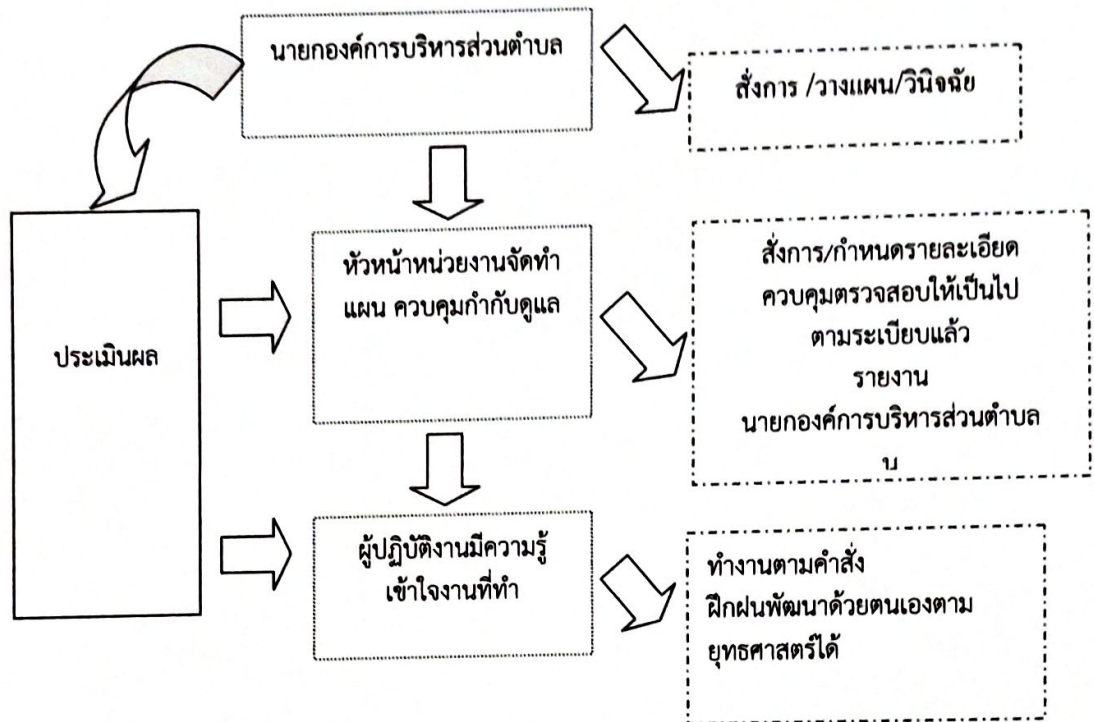 นายกองค์การบริหารส่วนตำบล
สั่งการ /วางแผน/วินิจฉัย
หัวหน้าหน่วยงานจัดทำ
แผน ควบคุมกำกับดูแล
สั่งการ/กำหนดรายละเอียด
ควบคุมตรวจสอบให้เป็นไป
ตามระเบียบแล้ว
รายงาน
นายกองค์การบริหารส่วนตำบล
ประเมินผล
ผู้ปฏิบัติงานมีความรู้
เข้าใจงานที่ทำ
ทำงานตามคำสั่ง
ฝึกฝนพัฒนาด้วยตนเองตาม
ยุทธศาสตร์ได้